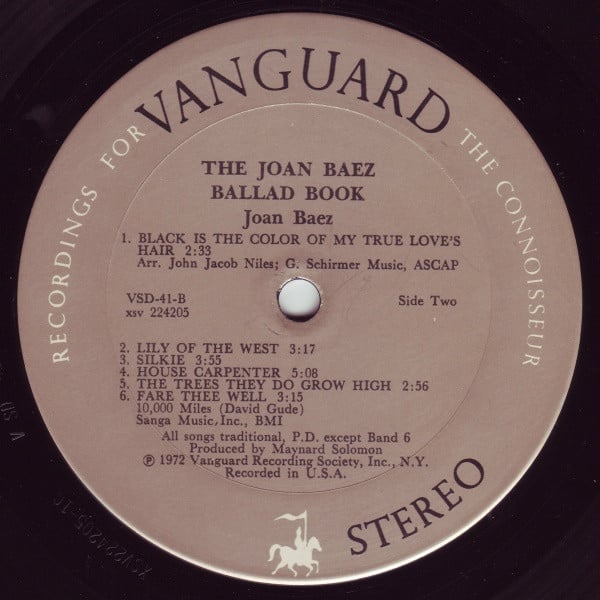 RECORDINGS FOR VANGUARD THE CONNOISSEUR
THE JOAN BAEZ
BALLAD BOOK
Joan Baez
1. BLACK IS THE COLOR OF MY TRUE LOVE'S
HAIR 2:33
Arr. John Jacob Niles; G. Schirmer Music, ASCAP
VSD-41-B
Side Two
xsv 224205
2. LILY OF THE WEST 3:17
3. SILKIE 3:55
4. HOUSE CARPENTER 5:08
5. THE TREES THEY DO GROW HIGH 2:56
6. FARE THEE WELL 3:15
10,000 Miles (David Gude)
Sanga Music, Inc., BMI
All songs traditional, P.D. except Band 6
Produced by Maynard Solomon
℗ 1972 Vanguard Recording Society, Inc., N.Y.
Recorded in U.S.A.
STEREO